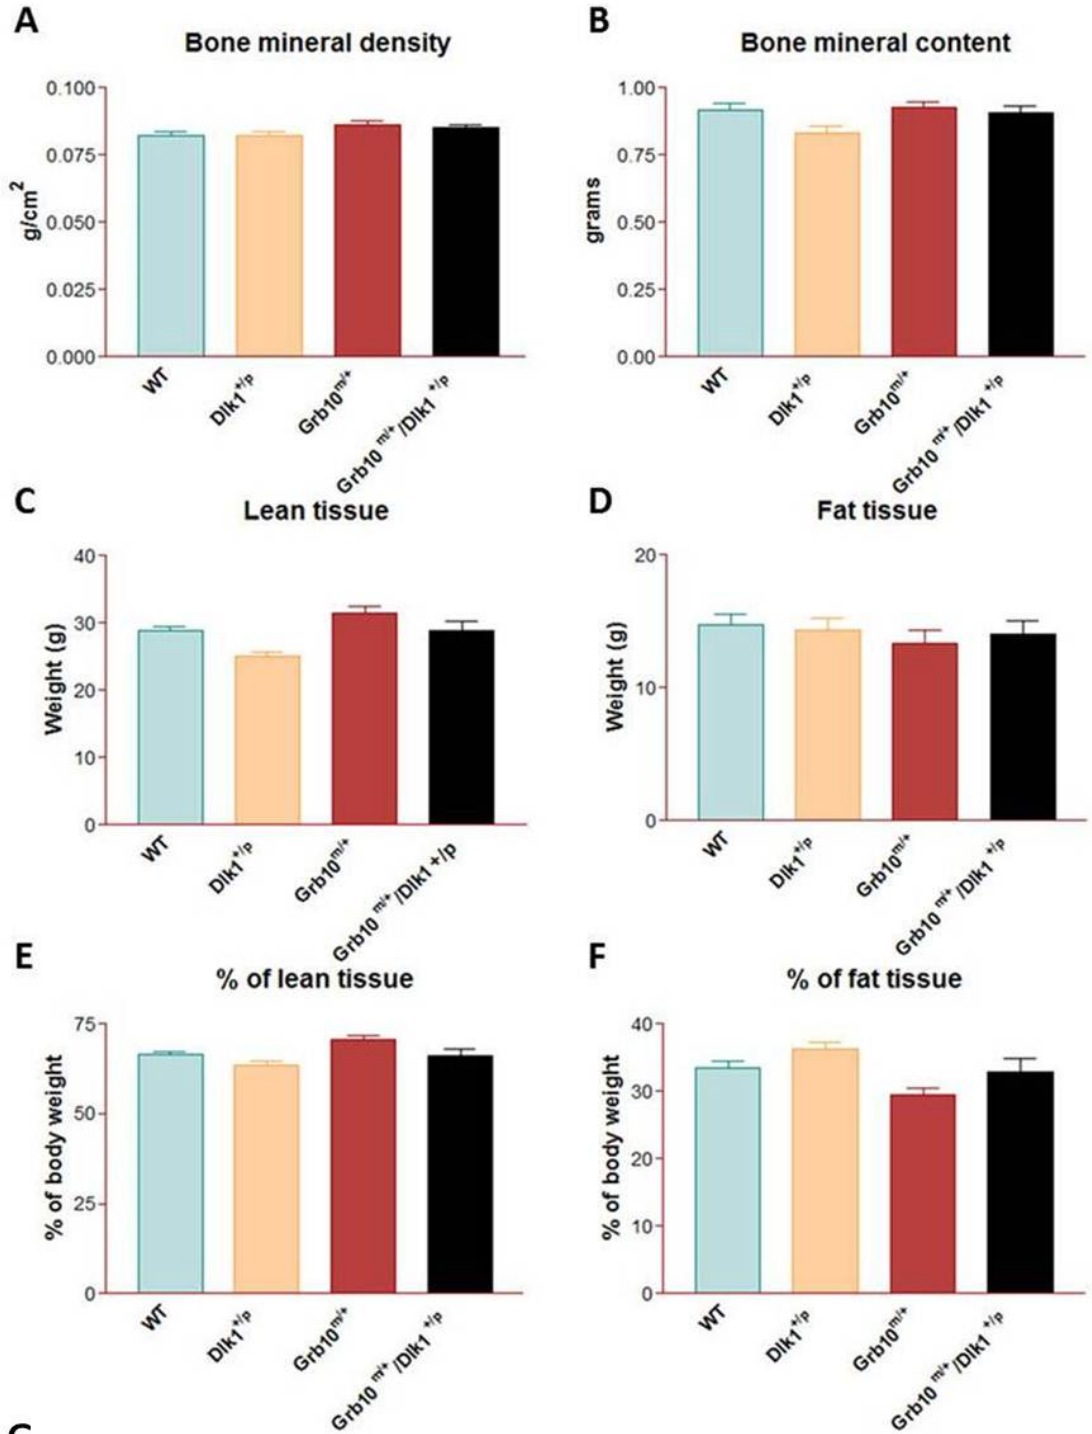 A
Bone mineral density
0.100
0.075
0.050
0.025
0.000
g/cm2
WT
Dlk1+/p
Grb10m/+
Grb10 m/+/Dlk1 +/p
B
Bone mineral content
1.00
0.75
0.50
0.25
0.00
grams
WT
Dlk1+/p
Grb10m/+
Grb10 m/+/Dlk1 +/p
C
Lean tissue
40
30
20
10
0
Weight (g)
WT
Dlk1+/p
Grb10m/+
Grb10 m/+/Dlk1 +/p
D
Fat tissue
20
10
0
Weight (g)
WT
Dlk1+/p
Grb10m/+
Grb10 m/+/Dlk1 +/p
E
% of lean tissue
75
50
25
0
% of body weight
WT
Dlk1+/p
Grb10m/+
Grb10 m/+/Dlk1 +/p
F
% of fat tissue
40
30
20
10
0
% of body weight
WT
Dlk1+/p
Grb10m/+
Grb10 m/+/Dlk1 +/p